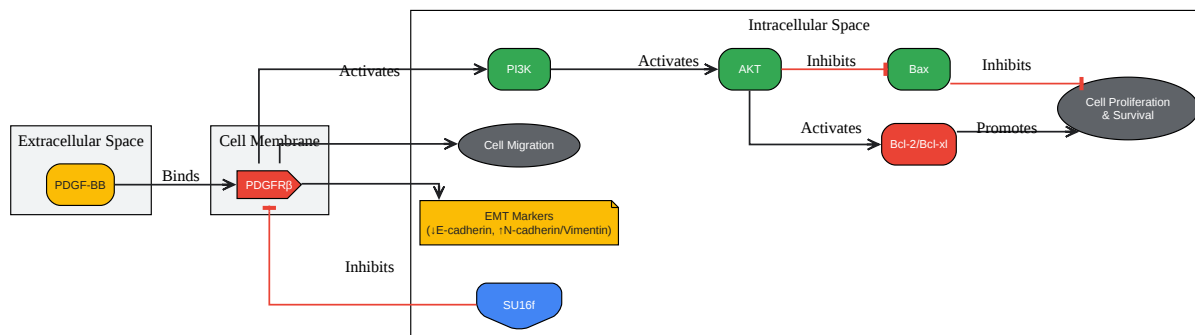 Intracellular Space
PI3K
Activates
AKT
Inhibits
Bax
Inhibits
Activates
Cell Proliferation
& Survival
Extracellular Space
Cell Membrane
Cell Migration
Activates
Bcl-2/Bcl-xl
Promotes
PDGF-BB
Binds
PDGFRβ
EMT Markers
(↓E-cadherin, ↑N-cadherin/Vimentin)
Inhibits
SU16f